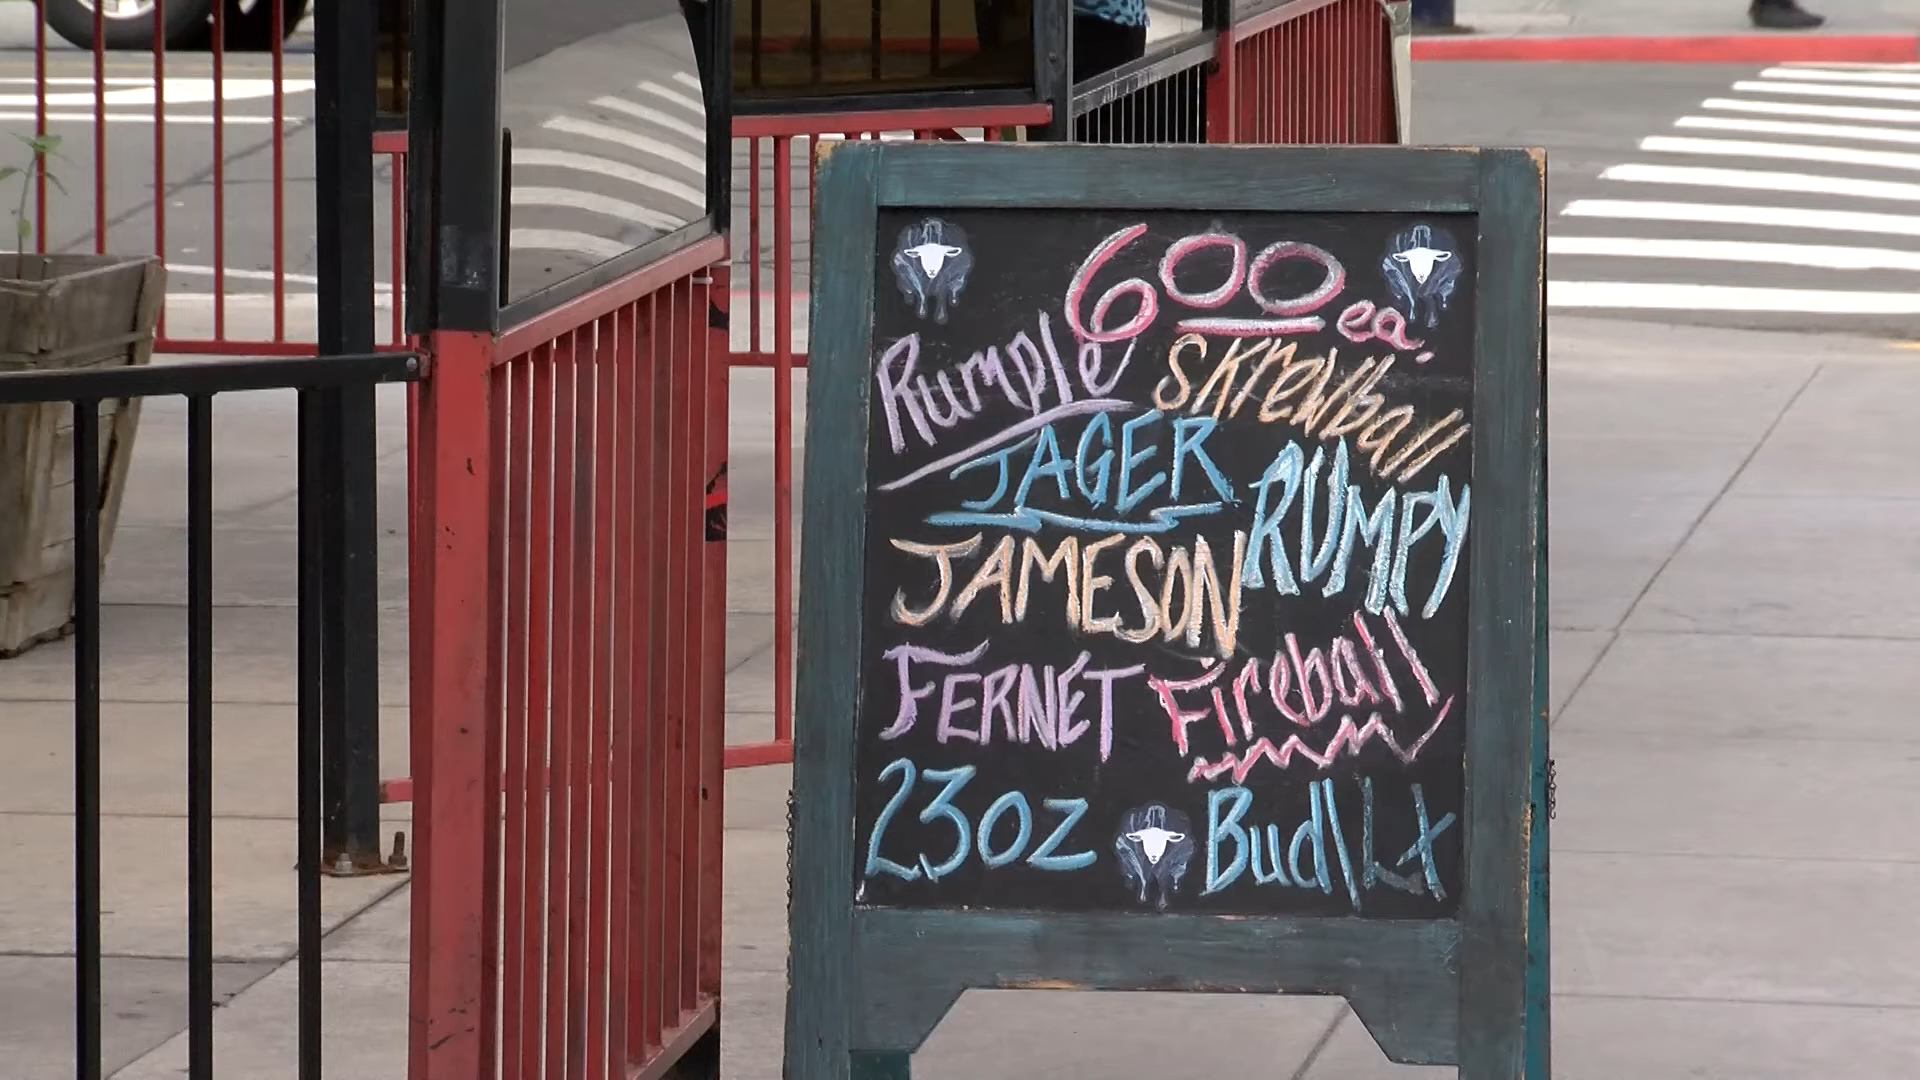 600 ea.
Rumple Skrewball
JAGER
RUMPY
JAMESON
FERNET Fireball
23oz Bud Lt